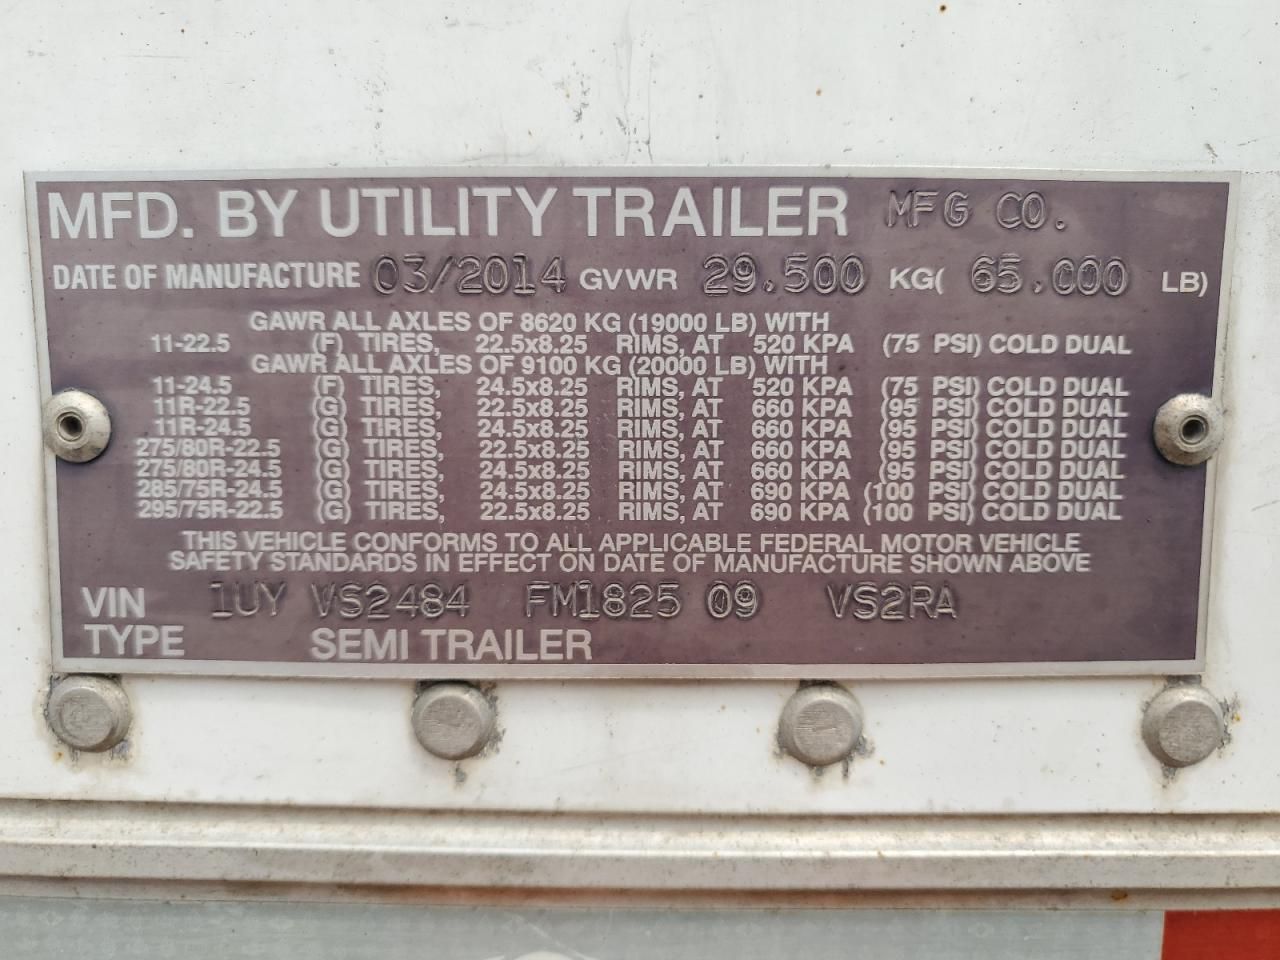 MFD. BY UTILITY TRAILER MFG CO.
DATE OF MANUFACTURE 03/2014 GVWR 29,500 KG( 65,000 LB)
GAWR ALL AXLES OF 8620 KG (19000 LB) WITH
11-22.5 (F) TIRES, 22.5x8.25 RIMS, AT 520 KPA (75 PSI) COLD DUAL
GAWR ALL AXLES OF 9100 KG (20000 LB) WITH
11-24.5 (F) TIRES, 24.5x8.25 RIMS, AT 520 KPA (75 PSI) COLD DUAL
11R-22.5 (G) TIRES, 22.5x8.25 RIMS, AT 660 KPA (95 PSI) COLD DUAL
11R-24.5 (G) TIRES, 24.5x8.25 RIMS, AT 660 KPA (95 PSI) COLD DUAL
275/80R-22.5 (G) TIRES, 22.5x8.25 RIMS, AT 660 KPA (95 PSI) COLD DUAL
275/80R-24.5 (G) TIRES, 24.5x8.25 RIMS, AT 660 KPA (95 PSI) COLD DUAL
285/75R-24.5 (G) TIRES, 24.5x8.25 RIMS, AT 690 KPA (100 PSI) COLD DUAL
295/75R-22.5 (G) TIRES, 22.5x8.25 RIMS, AT 690 KPA (100 PSI) COLD DUAL
THIS VEHICLE CONFORMS TO ALL APPLICABLE FEDERAL MOTOR VEHICLE
SAFETY STANDARDS IN EFFECT ON DATE OF MANUFACTURE SHOWN ABOVE
VIN 1UY VS2484 FM1825 09 VS2RA
TYPE SEMI TRAILER